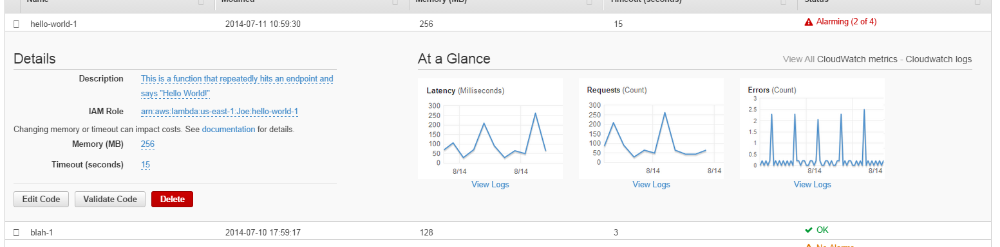 Name Modified Memory (MB) Timeout (seconds) Status
hello-world-1 2014-07-11 10:59:30 256 15 Alarming (2 of 4)
Details
Description This is a function that repeatedly hits an endpoint and
says "Hello World!"
IAM Role arn:aws:lambda:us-east-1:Joe:hello-world-1
Changing memory or timeout can impact costs. See documentation for details.
Memory (MB) 256
Timeout (seconds) 15
Edit Code Validate Code Delete
At a Glance View All CloudWatch metrics - Cloudwatch logs
Latency (Milliseconds)
300
250
200
150
100
50
0
8/14 8/14
View Logs
Requests (Count)
300
250
200
150
100
50
0
8/14 8/14
View Logs
Errors (Count)
3
2.5
2
1.5
1
0.5
0
8/14 8/14
View Logs
blah-1 2014-07-10 17:59:17 128 3 OK
No Alarms